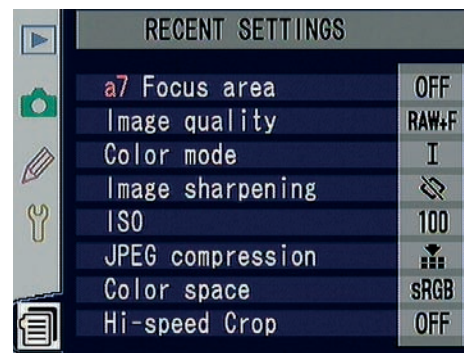 RECENT SETTINGS
a7 Focus area OFF
Image quality RAW+F
Color mode I
Image sharpening
ISO 100
JPEG compression
Color space sRGB
Hi-speed Crop OFF